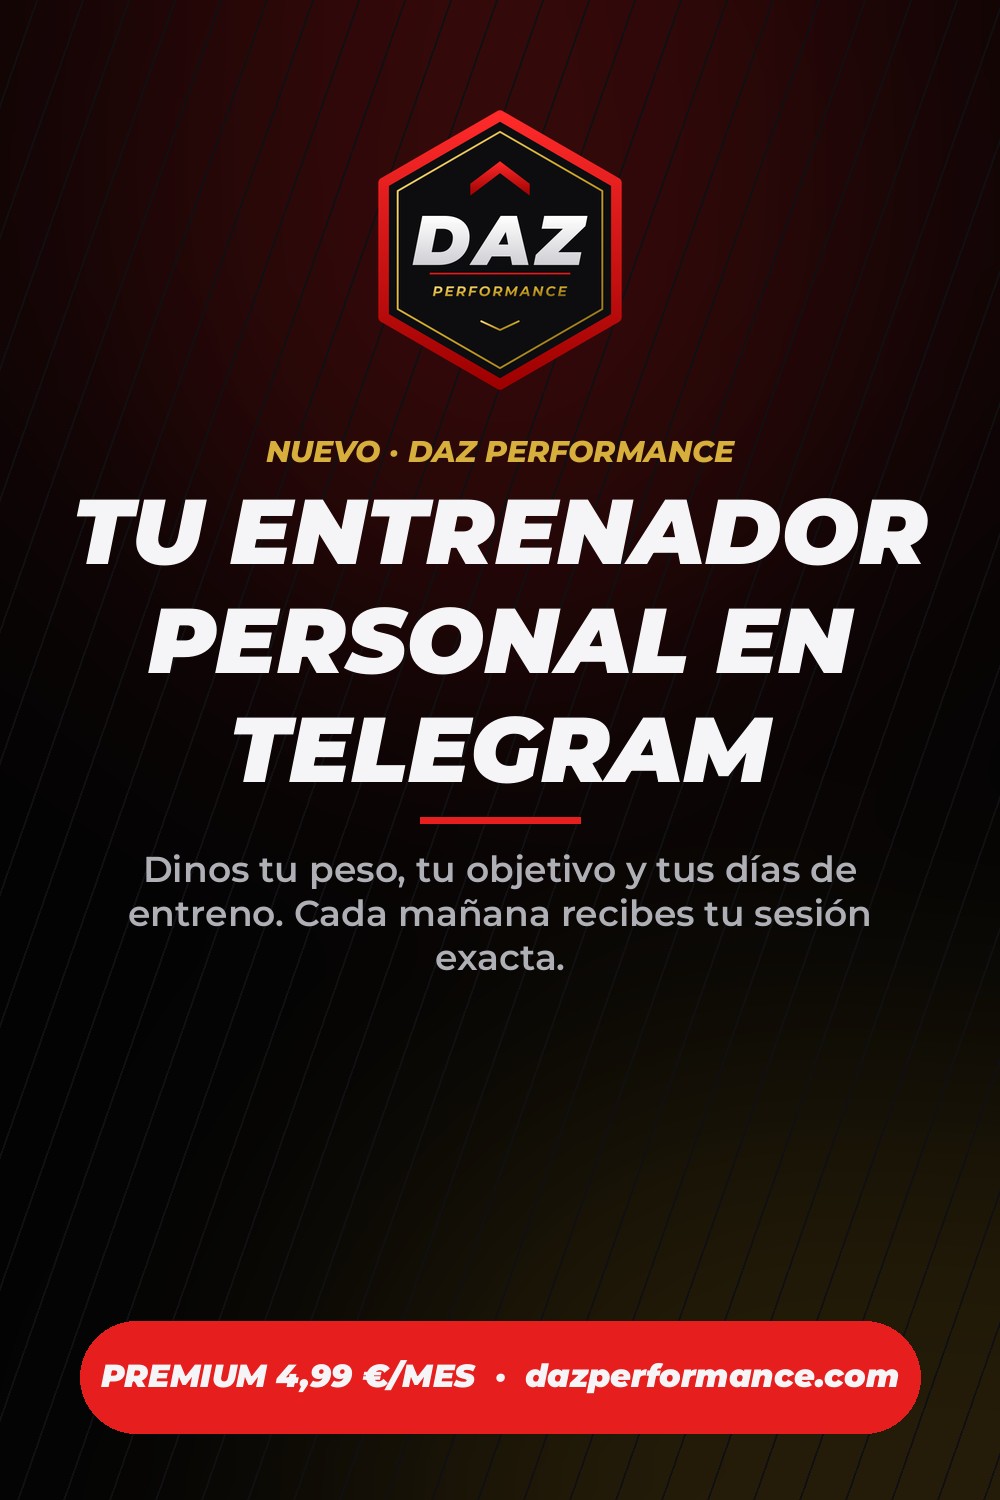 DAZ
PERFORMANCE
NUEVO · DAZ PERFORMANCE
TU ENTRENADOR
PERSONAL EN
TELEGRAM
Dinos tu peso, tu objetivo y tus días de
entreno. Cada mañana recibes tu sesión
exacta.
PREMIUM 4,99 €/MES · dazperformance.com